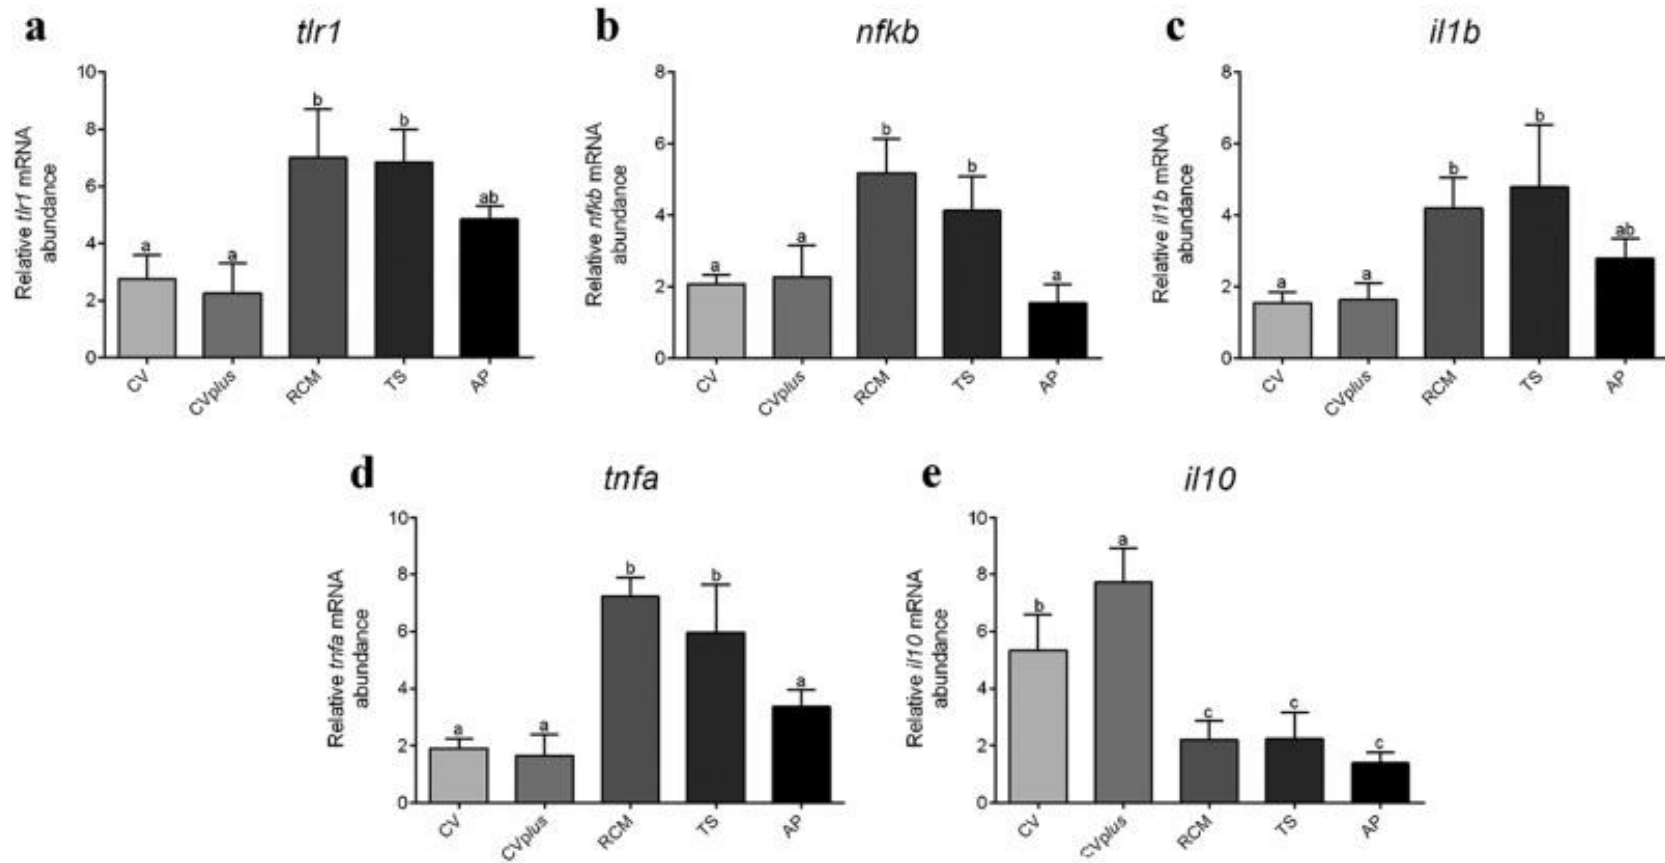 a
tlr1
Relative tlr1 mRNA
abundance
10
8
6
4
2
0
a
a
b
b
ab
CV
CVplus
RCM
TS
AP
b
nfkb
Relative nfkb mRNA
abundance
8
6
4
2
0
a
a
b
b
a
CV
CVplus
RCM
TS
AP
c
il1b
Relative il1b mRNA
abundance
8
6
4
2
0
a
a
b
b
ab
CV
CVplus
RCM
TS
AP
d
tnfa
Relative tnfa mRNA
abundance
10
8
6
4
2
0
a
a
b
b
a
CV
CVplus
RCM
TS
AP
e
il10
Relative il10 mRNA
abundance
10
8
6
4
2
0
b
a
c
c
c
CV
CVplus
RCM
TS
AP